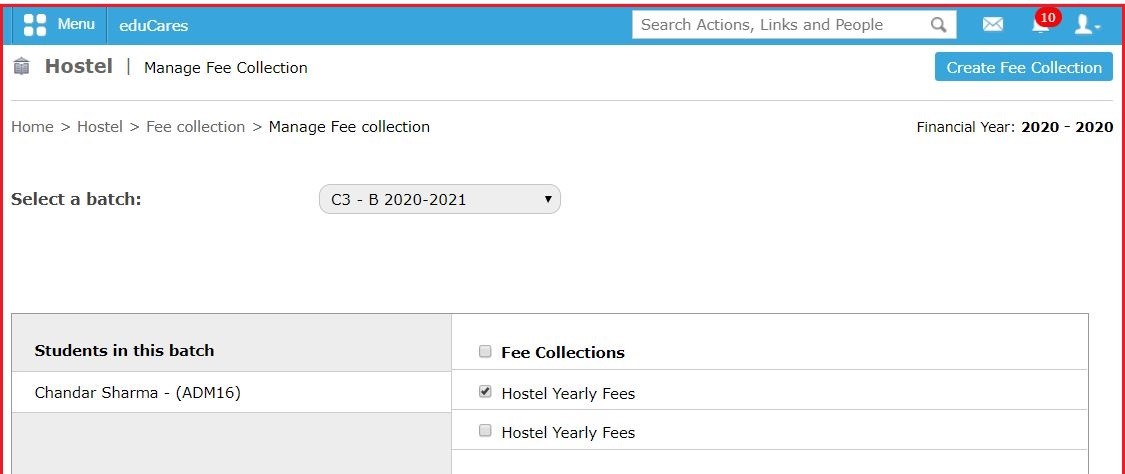 Menu eduCares Search Actions, Links and People 10
Hostel | Manage Fee Collection Create Fee Collection
Home > Hostel > Fee collection > Manage Fee collection Financial Year: 2020 - 2020
Select a batch: C3 - B 2020-2021
Students in this batch Fee Collections
Chandar Sharma - (ADM16) Hostel Yearly Fees
Hostel Yearly Fees